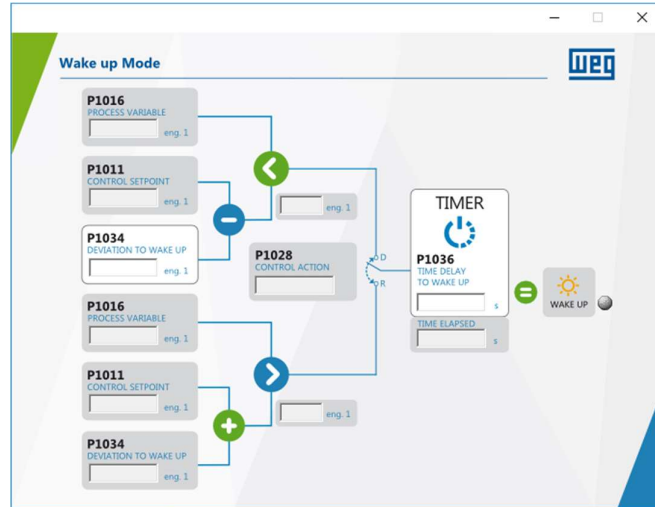 Wake up Mode
WEG
P1016
PROCESS VARIABLE
eng. 1
P1011
CONTROL SETPOINT
eng. 1
P1034
DEVIATION TO WAKE UP
eng. 1
eng. 1
P1028
CONTROL ACTION
D
R
TIMER
P1036
TIME DELAY
TO WAKE UP
s
TIME ELAPSED
s
WAKE UP
P1016
PROCESS VARIABLE
eng. 1
P1011
CONTROL SETPOINT
eng. 1
eng. 1
P1034
DEVIATION TO WAKE UP
eng. 1